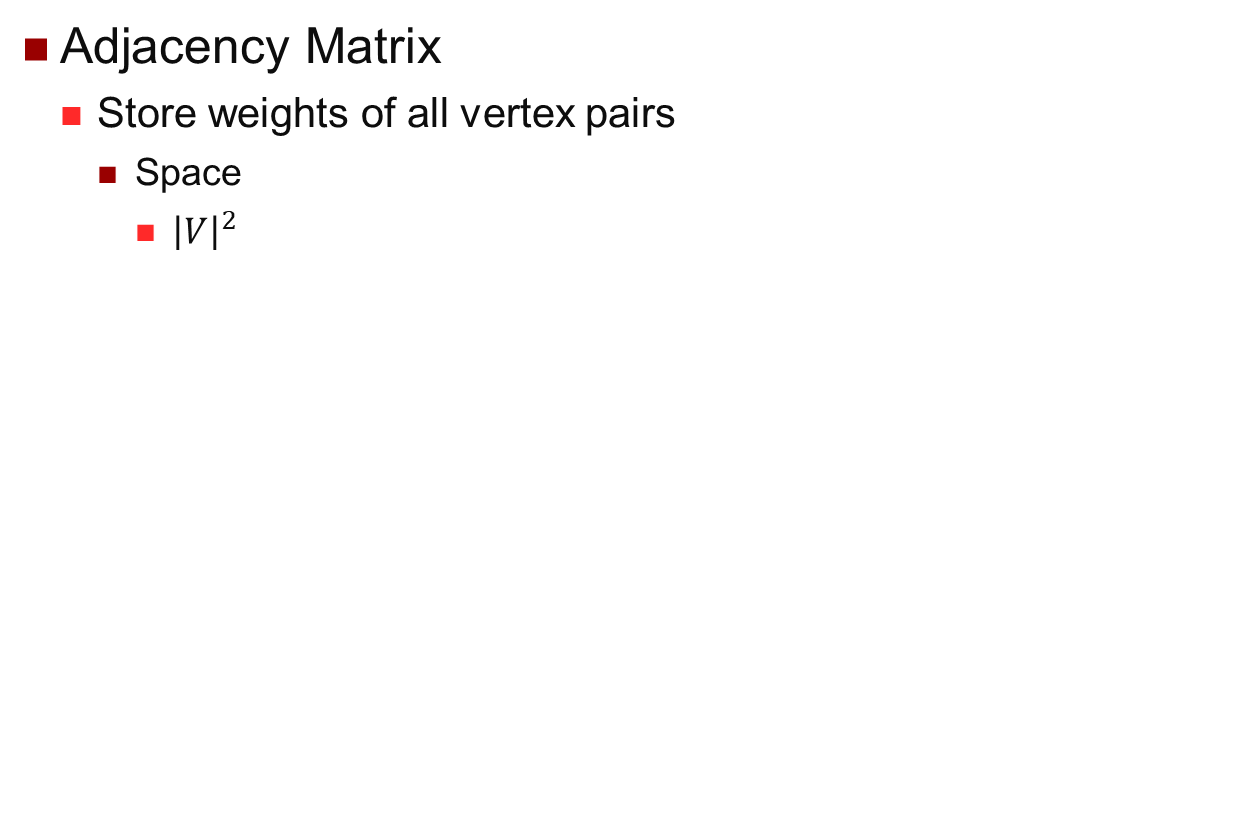 Adjacency Matrix
Store weights of all vertex pairs
Space
|V|²